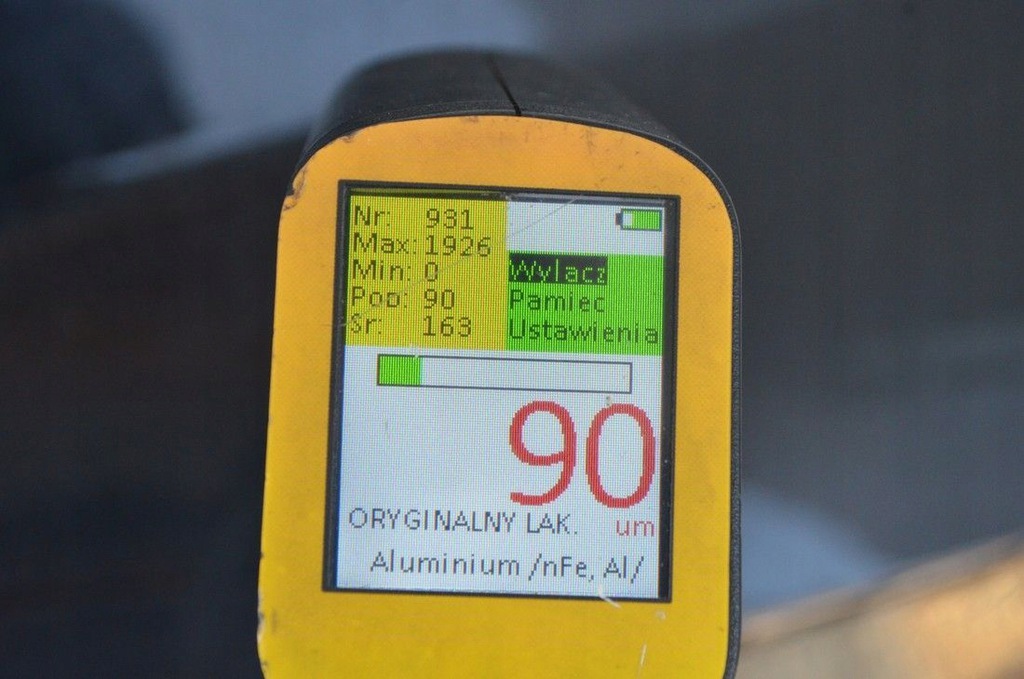 Nr: 931
Max: 1926
Min: 0
Pop: 90
Sr: 163
Wylacz
Pamiec
Ustawienia
90
ORYGINALNY LAK. um
Aluminium /nFe, Al/